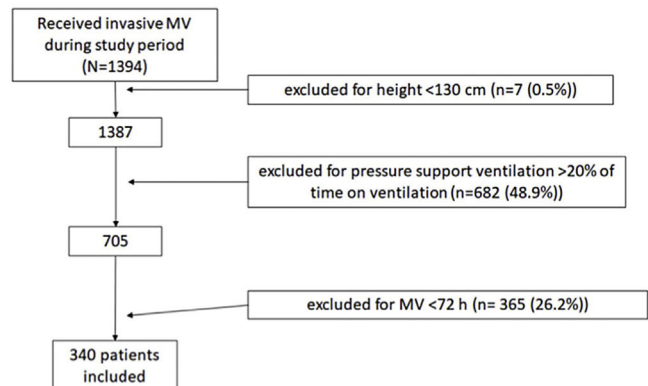 Received invasive MV
during study period
(N=1394)
excluded for height <130 cm (n=7 (0.5%))
1387
excluded for pressure support ventilation >20% of
time on ventilation (n=682 (48.9%))
705
excluded for MV <72 h (n= 365 (26.2%))
340 patients
included